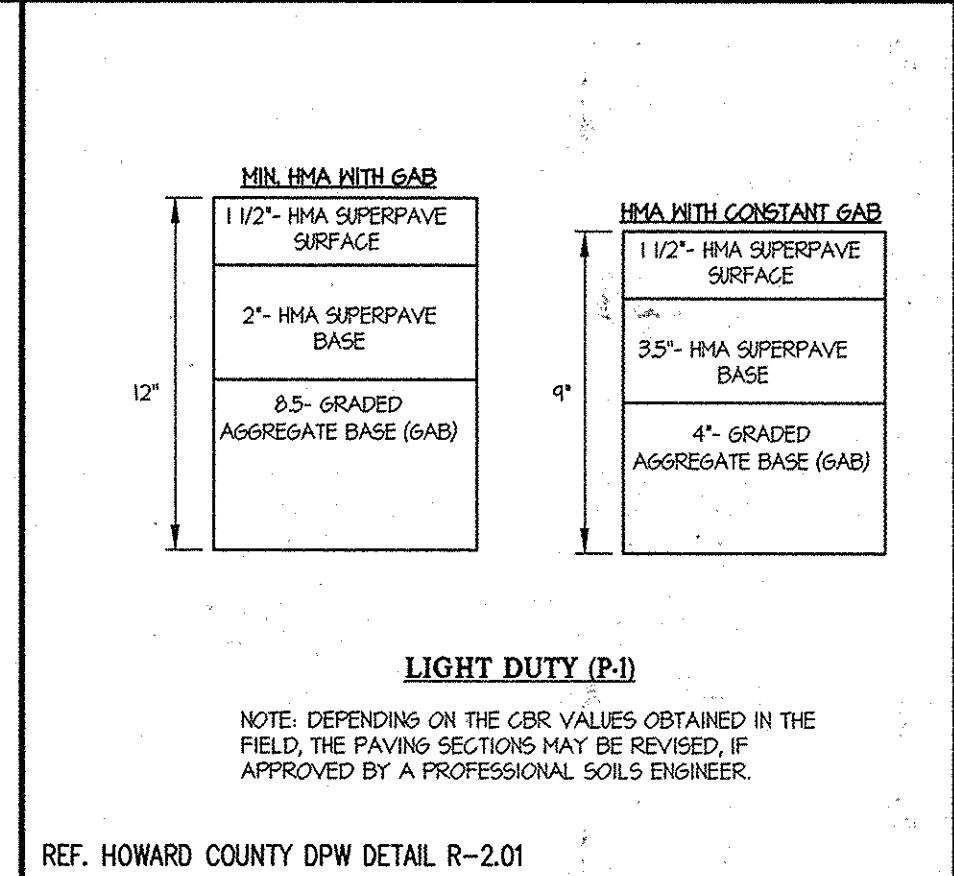 MIN. HMA WITH GAB
1 1/2"- HMA SUPERPAVE
SURFACE
2"- HMA SUPERPAVE
BASE
8.5- GRADED
AGGREGATE BASE (GAB)
12"
HMA WITH CONSTANT GAB
1 1/2"- HMA SUPERPAVE
SURFACE
3.5"- HMA SUPERPAVE
BASE
4"- GRADED
AGGREGATE BASE (GAB)
9"
LIGHT DUTY (P-1)
NOTE: DEPENDING ON THE CBR VALUES OBTAINED IN THE
FIELD, THE PAVING SECTIONS MAY BE REVISED, IF
APPROVED BY A PROFESSIONAL SOILS ENGINEER.
REF. HOWARD COUNTY DPW DETAIL R-2.01